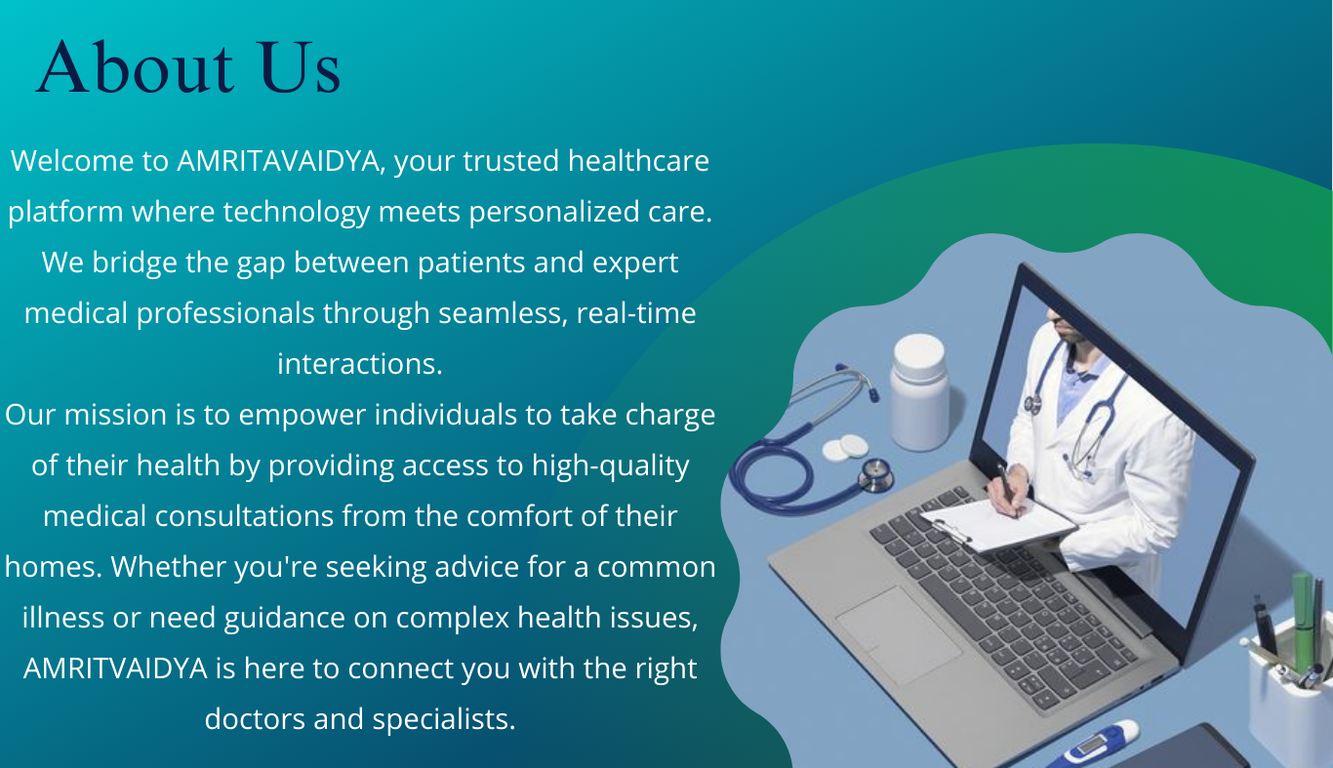 About Us
Welcome to AMRITAVAIDYA, your trusted healthcare
platform where technology meets personalized care.
We bridge the gap between patients and expert
medical professionals through seamless, real-time
interactions.
Our mission is to empower individuals to take charge
of their health by providing access to high-quality
medical consultations from the comfort of their
homes. Whether you're seeking advice for a common
illness or need guidance on complex health issues,
AMRITVAIDYA is here to connect you with the right
doctors and specialists.